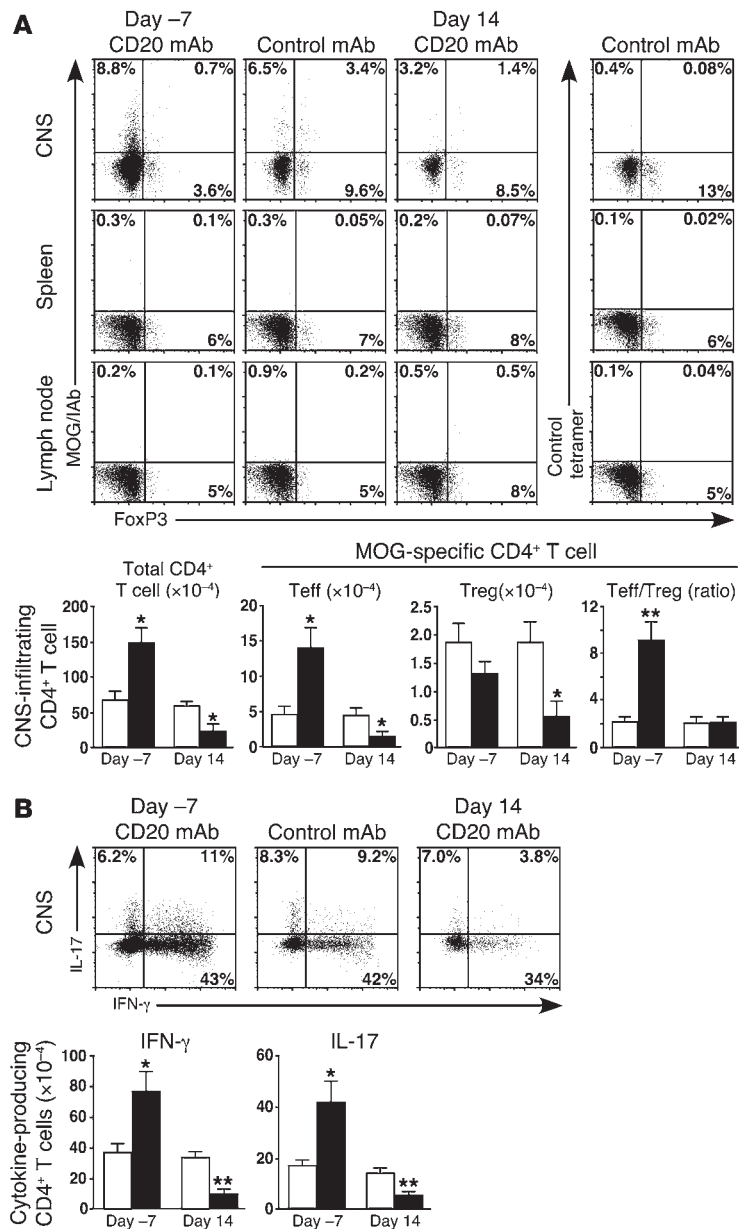 A
Day –7
CD20 mAb
Control mAb
Day 14
CD20 mAb
Control mAb
CNS
8.8% 0.7%
3.6%
6.5% 3.4%
9.6%
3.2% 1.4%
8.5%
0.4% 0.08%
13%
Spleen
0.3% 0.1%
6%
0.3% 0.05%
7%
0.2% 0.07%
8%
0.1% 0.02%
6%
Lymph node
MOG/IAb
0.2% 0.1%
5%
0.9% 0.2%
5%
0.5% 0.5%
8%
Control
tetramer
0.1% 0.04%
5%
FoxP3
MOG-specific CD4⁺ T cell
Total CD4⁺
T cell (×10⁻⁴)
Teff (×10⁻⁴)
Treg(×10⁻⁴)
Teff/Treg (ratio)
CNS-infiltrating
CD4⁺ T cell
200
150
100
50
0
*
*
Day –7 Day 14
20
15
10
5
0
*
*
Day –7 Day 14
2.5
2.0
1.5
1.0
0.5
0
*
Day –7 Day 14
12
8
4
0
**
Day –7 Day 14
B
Day –7
CD20 mAb
Control mAb
Day 14
CD20 mAb
CNS
IL-17
6.2% 11%
43%
8.3% 9.2%
42%
7.0% 3.8%
34%
IFN-γ
Cytokine-producing
CD4⁺ T cells (×10⁻⁴)
IFN-γ
100
80
60
40
20
0
*
**
Day –7 Day 14
IL-17
60
40
20
0
*
**
Day –7 Day 14